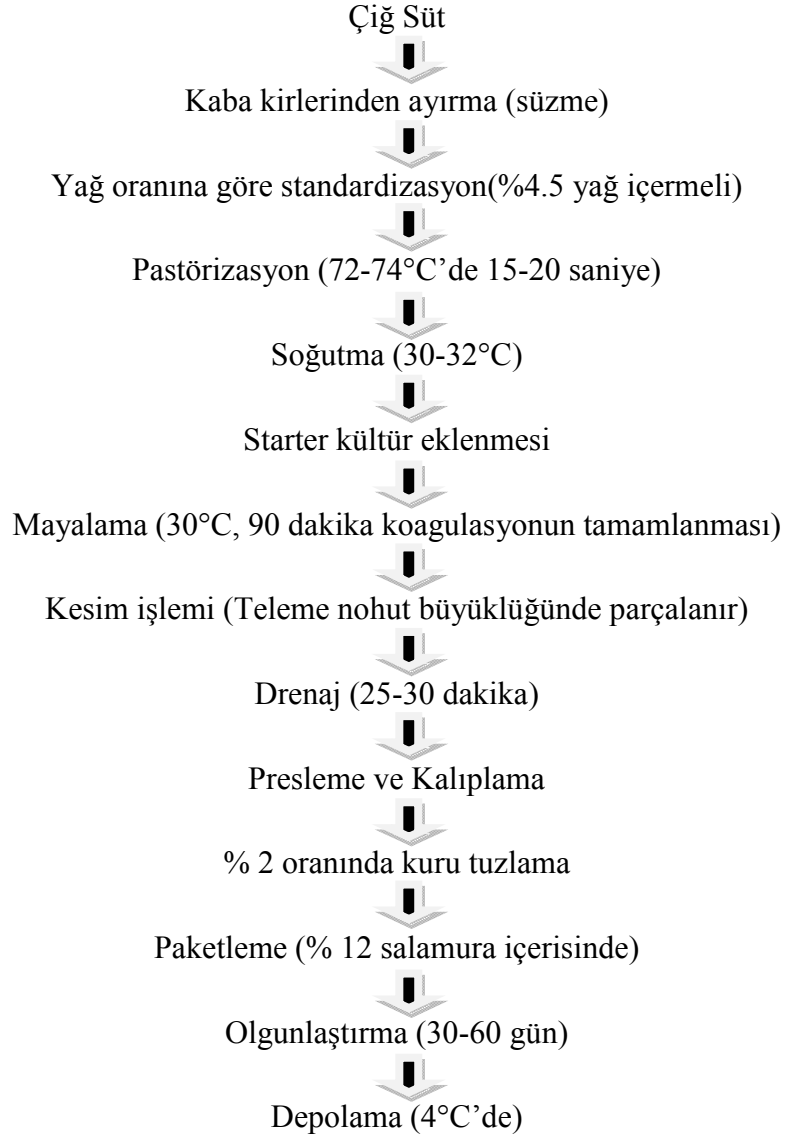 Çiğ Süt
Kaba kirlerinden ayırma (süzme)
Yağ oranına göre standardizasyon(%4.5 yağ içermeli)
Pastörizasyon (72-74°C’de 15-20 saniye)
Soğutma (30-32°C)
Starter kültür eklenmesi
Mayalama (30°C, 90 dakika koagulasyonun tamamlanması)
Kesim işlemi (Teleme nohut büyüklüğünde parçalanır)
Drenaj (25-30 dakika)
Presleme ve Kalıplama
% 2 oranında kuru tuzlama
Paketleme (% 12 salamura içerisinde)
Olgunlaştırma (30-60 gün)
Depolama (4°C’de)